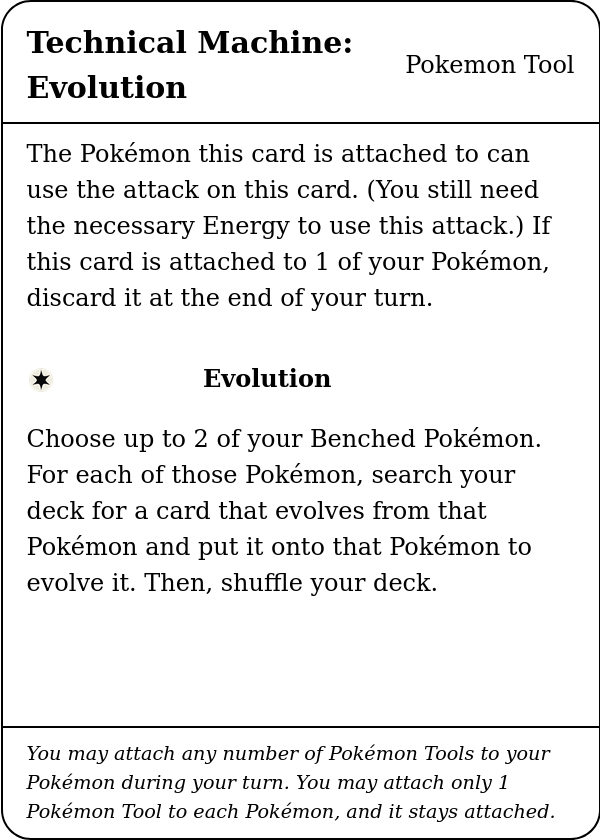 Technical Machine:
Evolution
Pokemon Tool
The Pokémon this card is attached to can
use the attack on this card. (You still need
the necessary Energy to use this attack.) If
this card is attached to 1 of your Pokémon,
discard it at the end of your turn.
Evolution
Choose up to 2 of your Benched Pokémon.
For each of those Pokémon, search your
deck for a card that evolves from that
Pokémon and put it onto that Pokémon to
evolve it. Then, shuffle your deck.
You may attach any number of Pokémon Tools to your
Pokémon during your turn. You may attach only 1
Pokémon Tool to each Pokémon, and it stays attached.